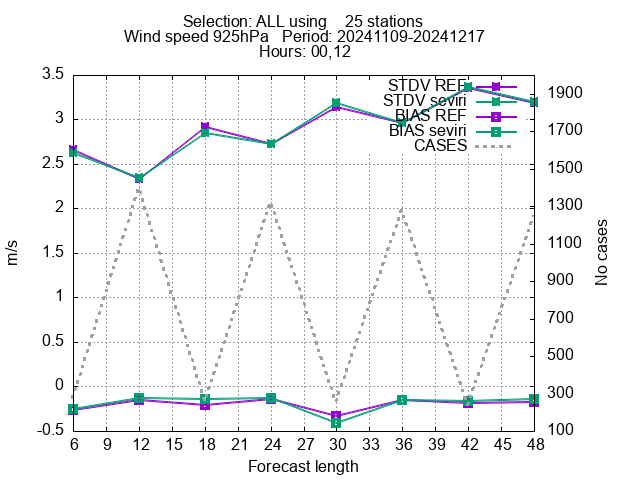 Selection: ALL using    25 stations
Wind speed 925hPa   Period: 20241109-20241217
Hours: 00,12
STDV REF
STDV seviri
BIAS REF
BIAS seviri
CASES
3.5
3
2.5
2
1.5
1
0.5
0
-0.5
m/s
1900
1700
1500
1300
1100
900
700
500
300
100
No cases
6 9 12 15 18 21 24 27 30 33 36 39 42 45 48
Forecast length